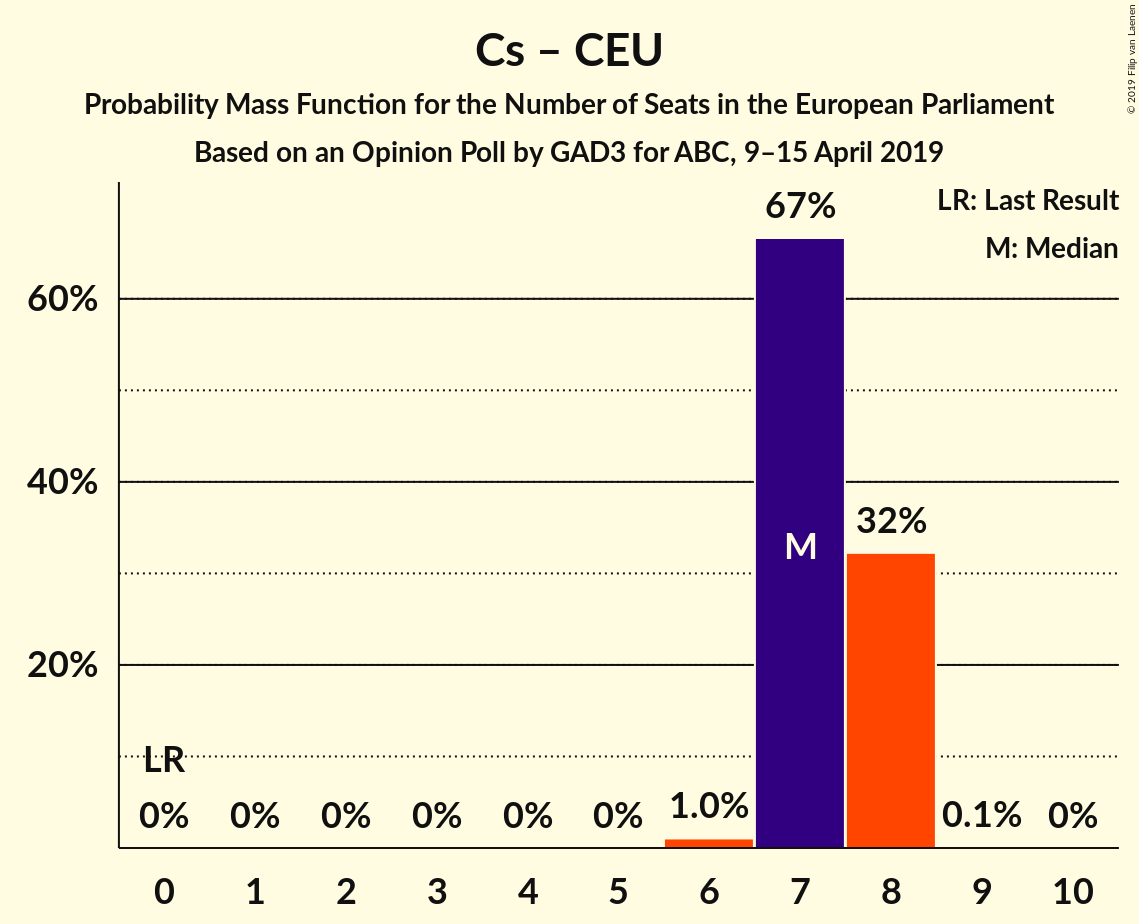 Cs – CEU
Probability Mass Function for the Number of Seats in the European Parliament
Based on an Opinion Poll by GAD3 for ABC, 9–15 April 2019
© 2019 Filip van Laenen
LR: Last Result
M: Median
67%
60%
40%
32%
M
20%
LR
0% 0% 0% 0% 0% 0% 1.0% 0.1% 0%
0 1 2 3 4 5 6 7 8 9 10